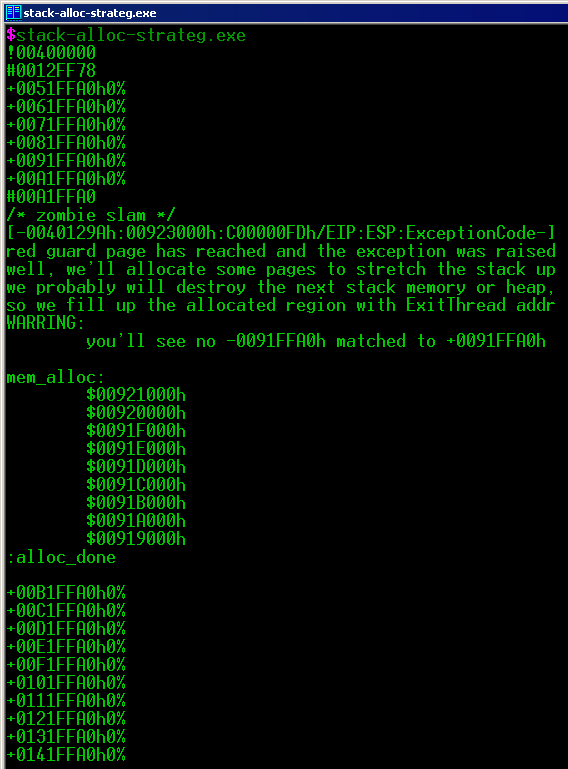 stack-alloc-strateg.exe
$stack-alloc-strateg.exe
!00400000
#0012FF78
+0051FFA0h0%
+0061FFA0h0%
+0071FFA0h0%
+0081FFA0h0%
+0091FFA0h0%
+00A1FFA0h0%
#00A1FFA0
/* zombie slam */
[-0040129Ah:00923000h:C00000FDh/EIP:ESP:ExceptionCode-]
red guard page has reached and the exception was raised
well, we'll allocate some pages to stretch the stack up
we probably will destroy the next stack memory or heap,
so we fill up the allocated region with ExitThread addr
WARRING:
you'll see no -0091FFA0h matched to +0091FFA0h
mem_alloc:
$00921000h
$00920000h
$0091F000h
$0091E000h
$0091D000h
$0091C000h
$0091B000h
$0091A000h
$00919000h
:alloc_done
+00B1FFA0h0%
+00C1FFA0h0%
+00D1FFA0h0%
+00E1FFA0h0%
+00F1FFA0h0%
+0101FFA0h0%
+0111FFA0h0%
+0121FFA0h0%
+0131FFA0h0%
+0141FFA0h0%